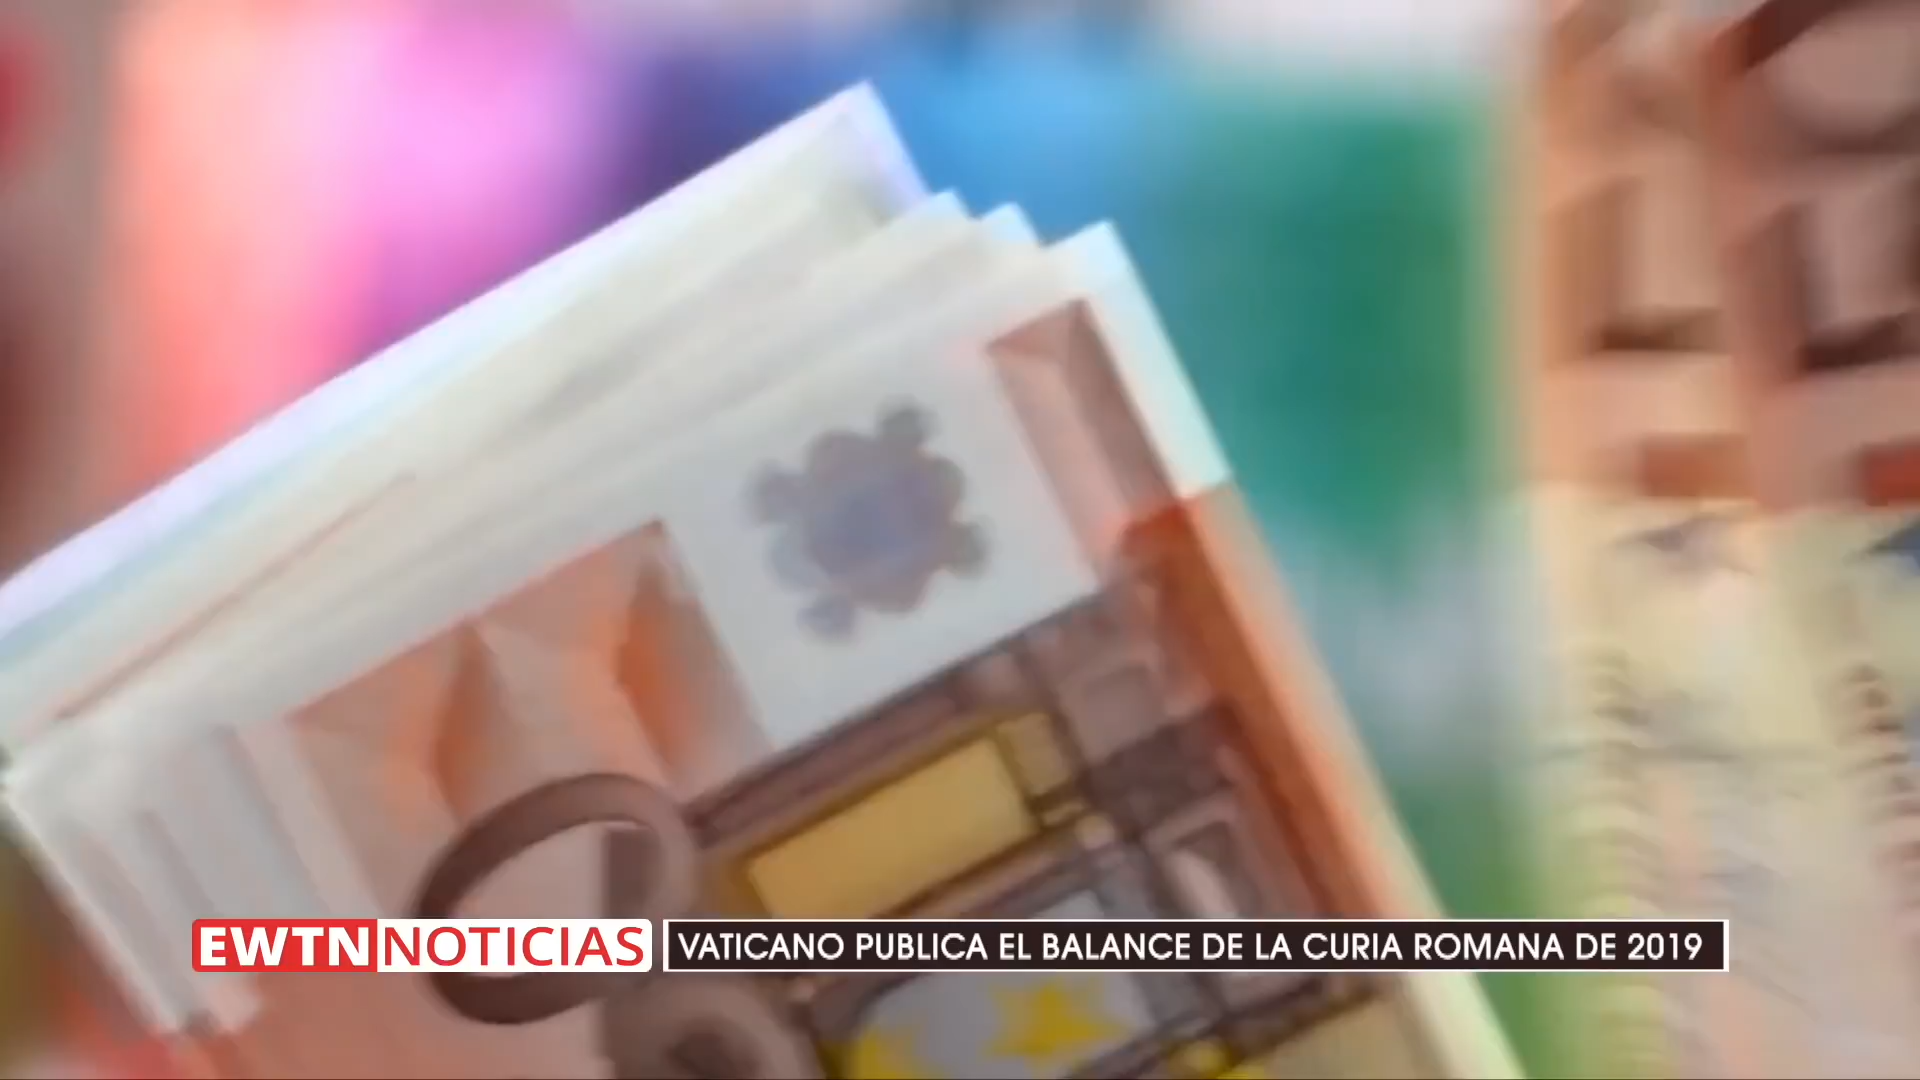 EWTN NOTICIAS VATICANO PUBLICA EL BALANCE DE LA CURIA ROMANA DE 2019